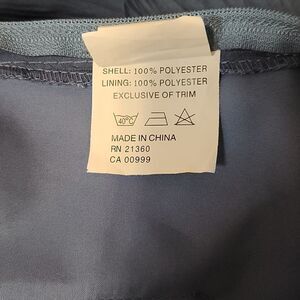 SHELL: 100% POLYESTER
LINING: 100% POLYESTER
EXCLUSIVE OF TRIM
40°C
MADE IN CHINA
RN 21360
CA 00999